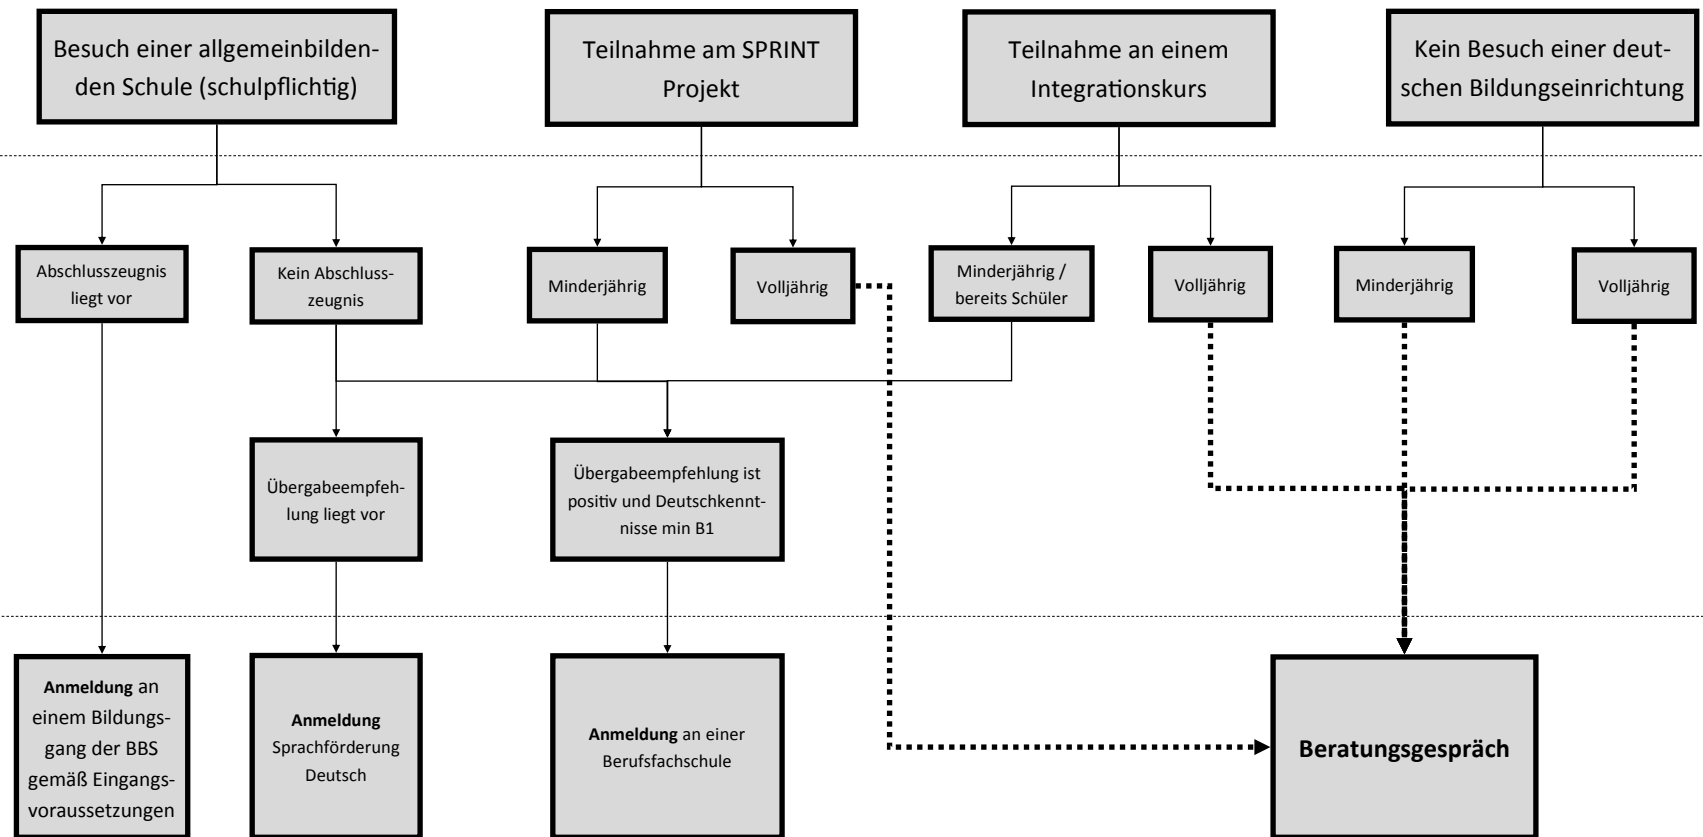 Besuch einer allgemeinbilden-
den Schule (schulpflichtig)
Teilnahme am SPRINT
Projekt
Teilnahme an einem
Integrationskurs
Kein Besuch einer deut-
schen Bildungseinrichtung
Abschlusszeugnis
liegt vor
Kein Abschluss-
zeugnis
Minderjährig
Volljährig
Minderjährig /
bereits Schüler
Volljährig
Minderjährig
Volljährig
Übergabeempfeh-
lung liegt vor
Übergabeempfehlung ist
positiv und Deutschkennt-
nisse min B1
Anmeldung an
einem Bildungs-
gang der BBS
gemäß Eingangs-
voraussetzungen
Anmeldung
Sprachförderung
Deutsch
Anmeldung an einer
Berufsfachschule
Beratungsgespräch